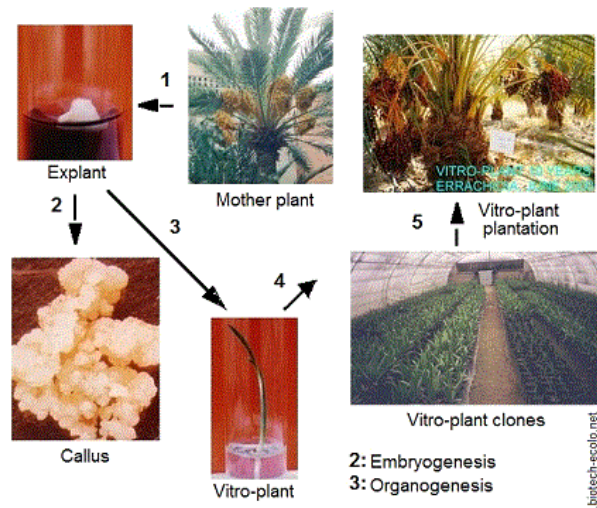 1
Explant
Mother plant
VITRO-PLANT 10 YEARS
ERRACHIDIA, JUNE
5
Vitro-plant
plantation
2
3
4
Callus
Vitro-plant
Vitro-plant clones
2: Embryogenesis
3: Organogenesis
biotech-ecolo.net